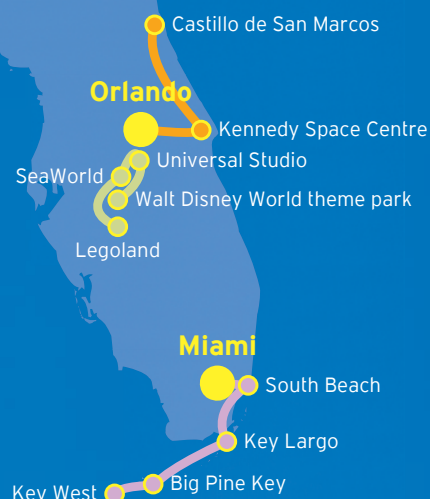 Castillo de San Marcos
Orlando
Kennedy Space Centre
Universal Studio
SeaWorld
Walt Disney World theme park
Legoland
Miami
South Beach
Key Largo
Big Pine Key
Key West